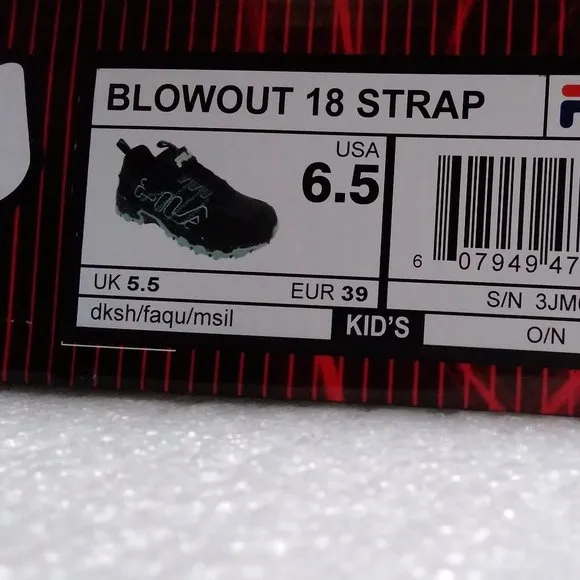 BLOWOUT 18 STRAP
USA
6.5
UK 5.5 EUR 39
dksh/faqu/msil
KID'S
6 07949 47
S/N 3JM
O/N